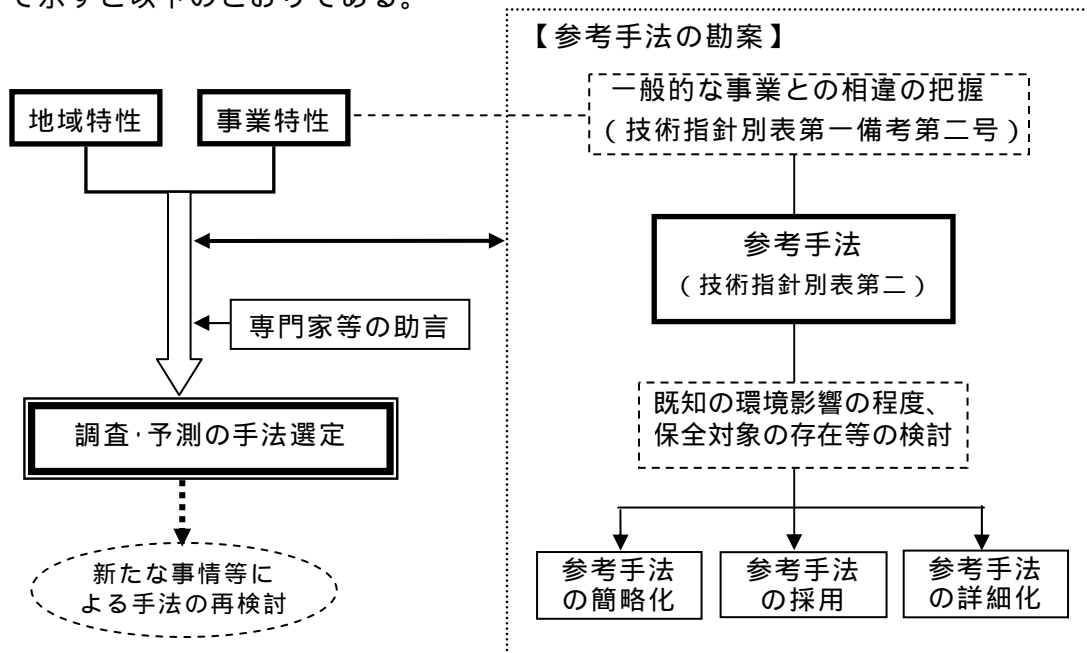 で示すと以下のとおりである。
【参考手法の勘案】
地域特性
事業特性
一般的な事業との相違の把握
(技術指針別表第一備考第二号)
参考手法
(技術指針別表第二)
専門家等の助言
調査・予測の手法選定
既知の環境影響の程度、
保全対象の存在等の検討
新たな事情等に
よる手法の再検討
参考手法
の簡略化
参考手法
の採用
参考手法
の詳細化